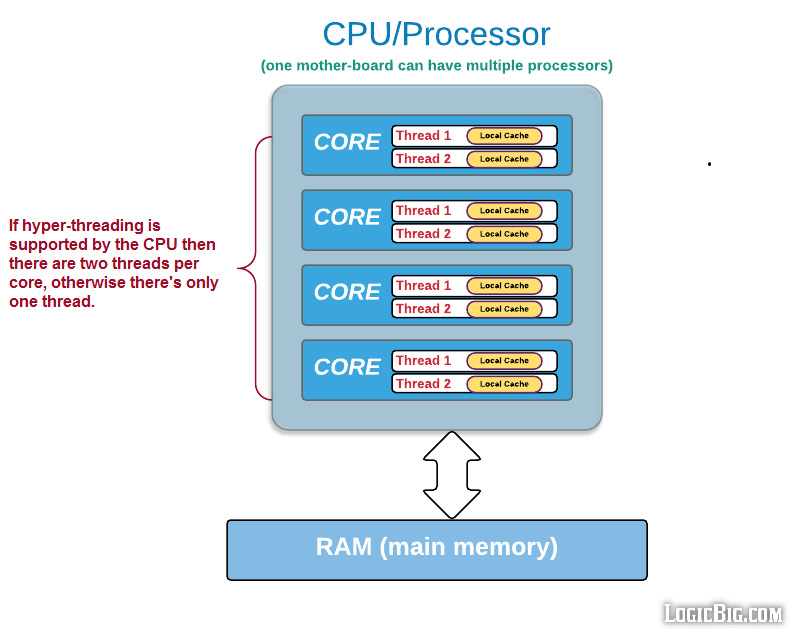 CPU/Processor
(one mother-board can have multiple processors)
CORE
Thread 1 Local Cache
Thread 2 Local Cache
CORE
Thread 1 Local Cache
Thread 2 Local Cache
CORE
Thread 1 Local Cache
Thread 2 Local Cache
CORE
Thread 1 Local Cache
Thread 2 Local Cache
If hyper-threading is
supported by the CPU then
there are two threads per
core, otherwise there's only
one thread.
RAM (main memory)
LogicBig.com